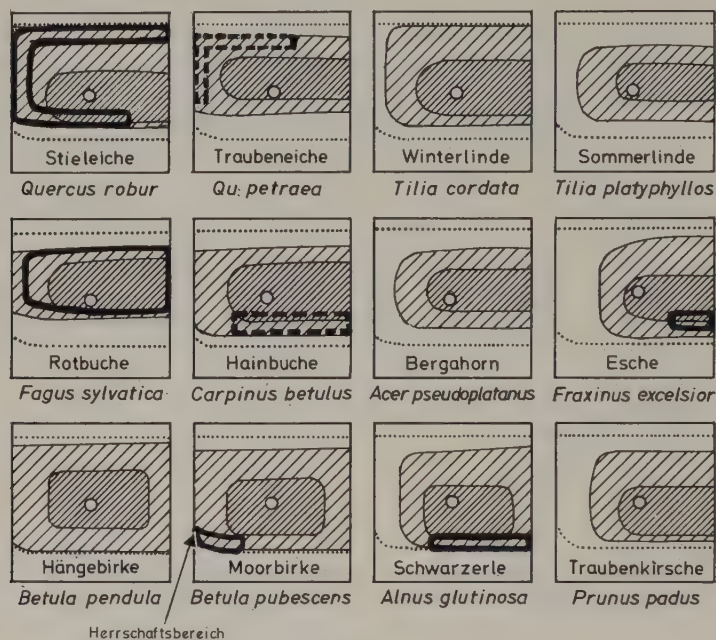 Stieleiche
Traubeneiche
Winterlinde
Sommerlinde
Quercus robur
Qu. petraea
Tilia cordata
Tilia platyphyllos
Rotbuche
Hainbuche
Bergahorn
Esche
Fagus sylvatica
Carpinus betulus
Acer pseudoplatanus
Fraxinus excelsior
Hängebirke
Moorbirke
Schwarzerle
Traubenkirsche
Betula pendula
Betula pubescens
Alnus glutinosa
Prunus padus
Herrschaftsbereich